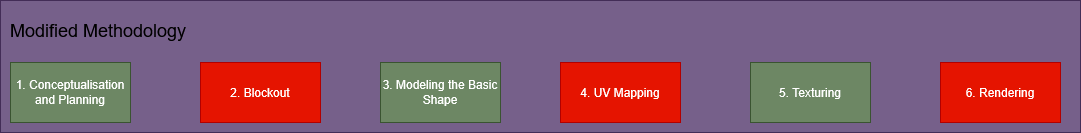 Modified Methodology
1. Conceptualisation
and Planning
2. Blockout
3. Modeling the Basic
Shape
4. UV Mapping
5. Texturing
6. Rendering